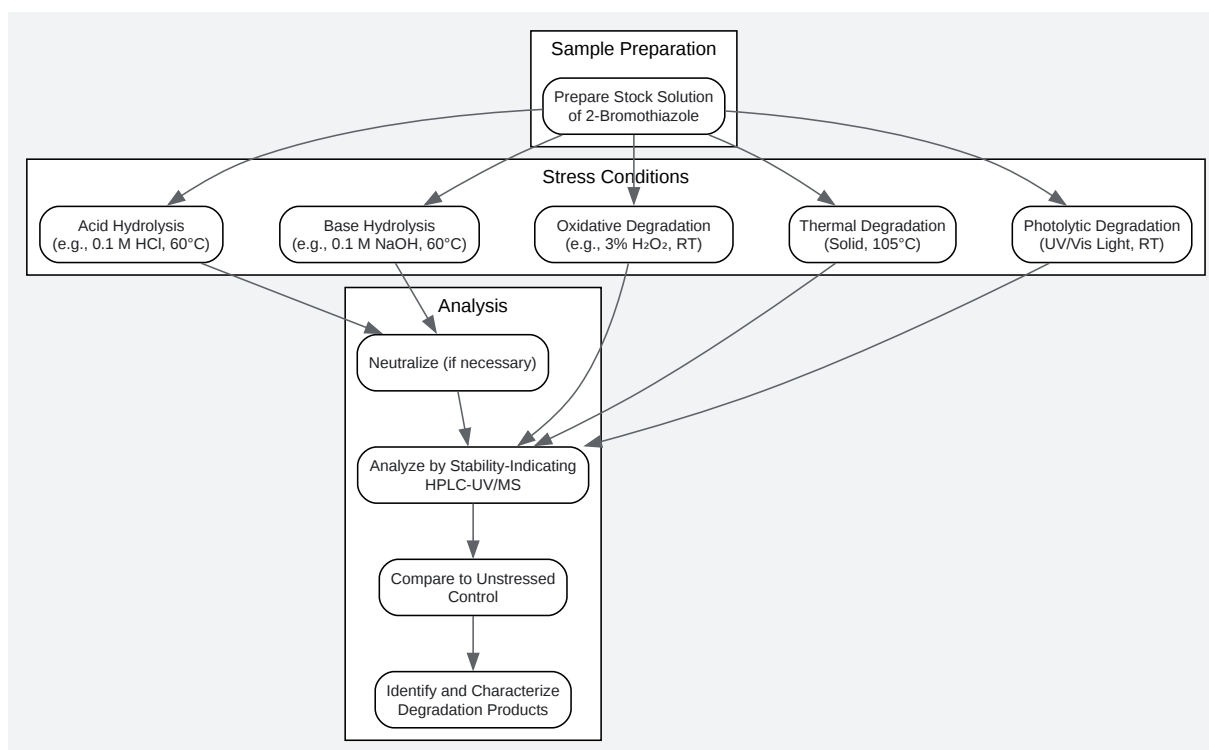 Sample Preparation
Prepare Stock Solution
of 2-Bromothiazole
Stress Conditions
Acid Hydrolysis
(e.g., 0.1 M HCl, 60°C)
Base Hydrolysis
(e.g., 0.1 M NaOH, 60°C)
Oxidative Degradation
(e.g., 3% H₂O₂, RT)
Thermal Degradation
(Solid, 105°C)
Photolytic Degradation
(UV/Vis Light, RT)
Analysis
Neutralize (if necessary)
Analyze by Stability-Indicating
HPLC-UV/MS
Compare to Unstressed
Control
Identify and Characterize
Degradation Products